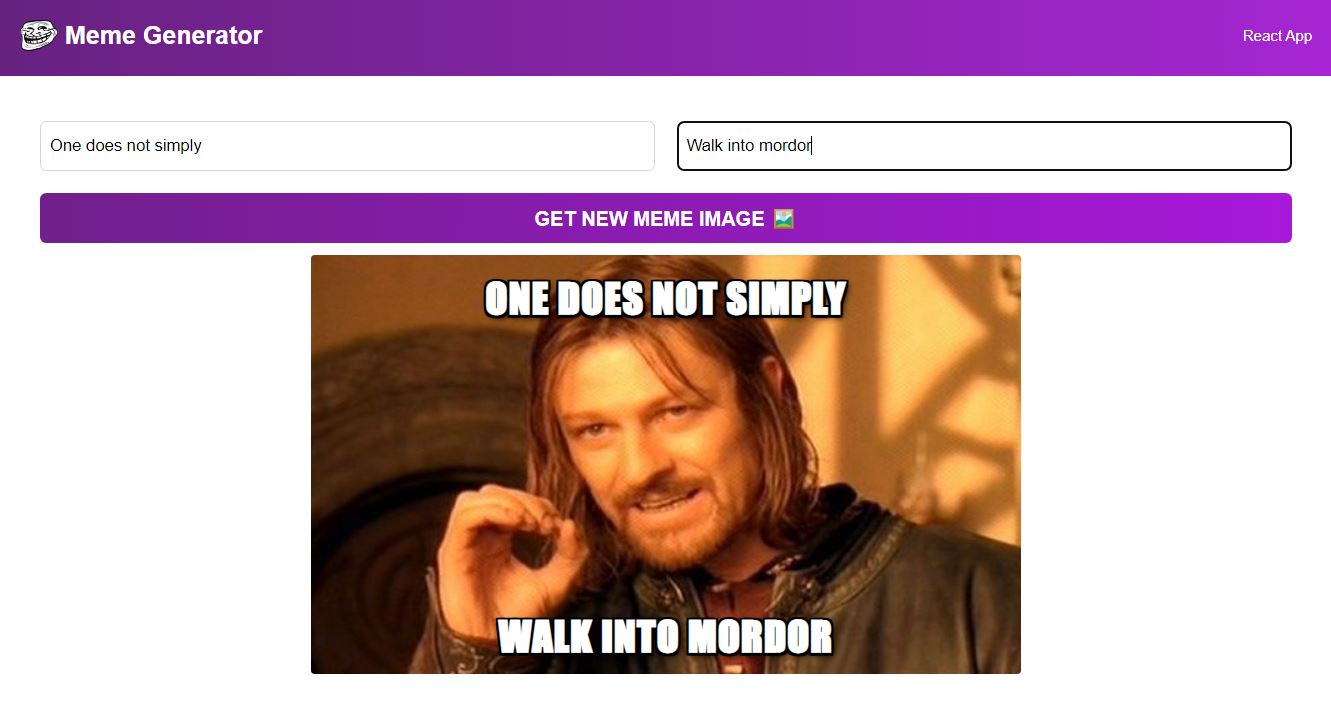 Meme Generator
React App
One does not simply
Walk into mordor
GET NEW MEME IMAGE 🖼
ONE DOES NOT SIMPLY
WALK INTO MORDOR